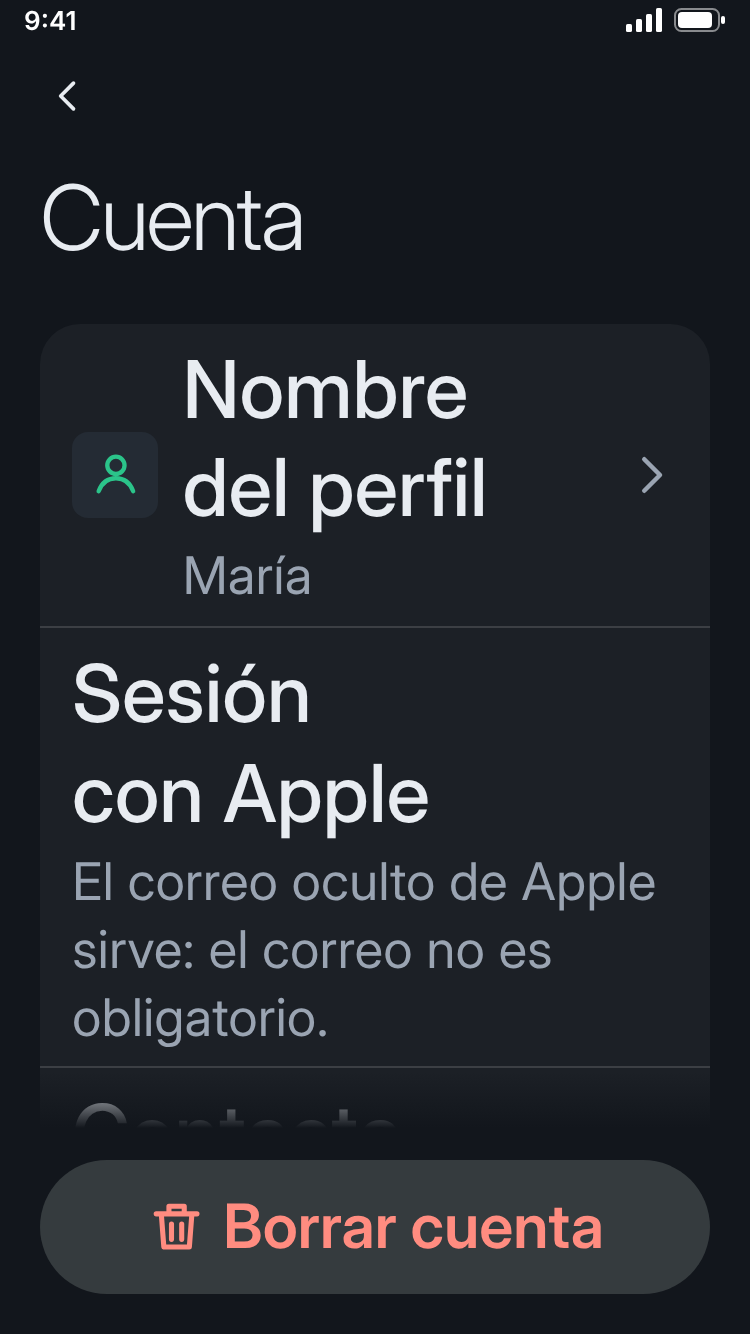 9:41
Cuenta
Nombre
del perfil
María
Sesión
con Apple
El correo oculto de Apple
sirve: el correo no es
obligatorio.
Borrar cuenta